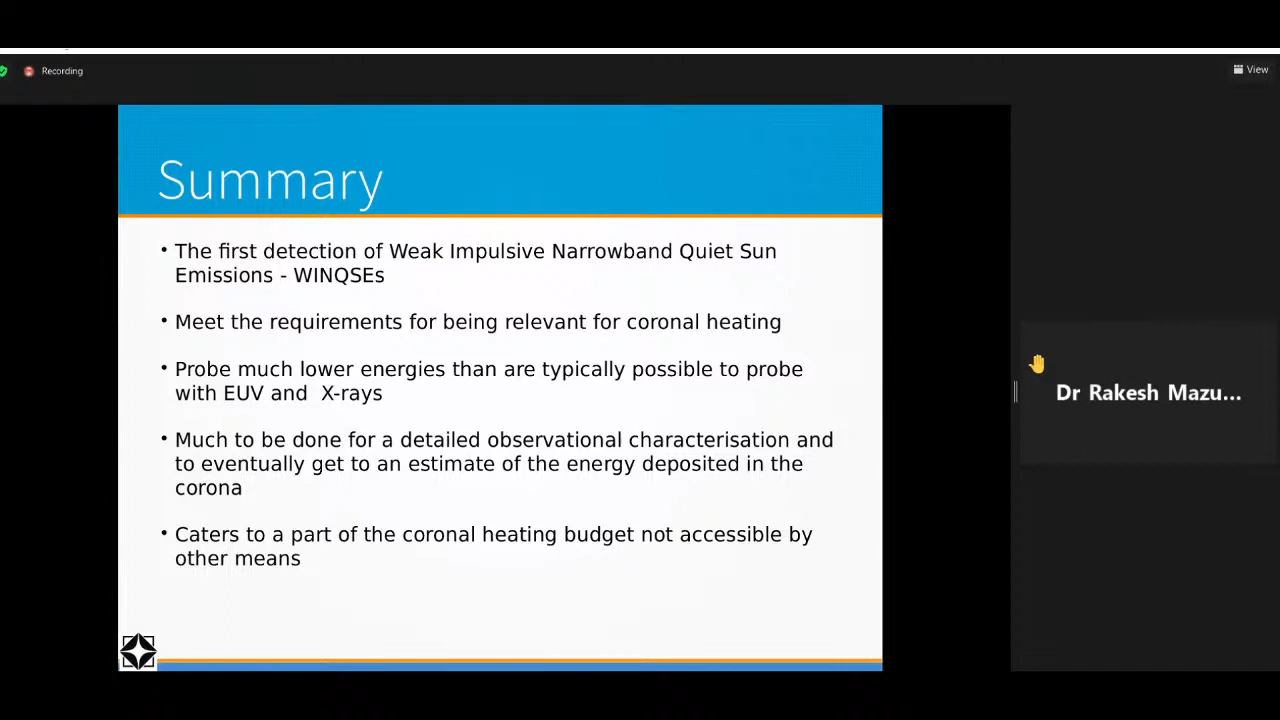 Recording
View
Summary
• The first detection of Weak Impulsive Narrowband Quiet Sun
Emissions - WINQSEs
• Meet the requirements for being relevant for coronal heating
• Probe much lower energies than are typically possible to probe
with EUV and X-rays
• Much to be done for a detailed observational characterisation and
to eventually get to an estimate of the energy deposited in the
corona
• Caters to a part of the coronal heating budget not accessible by
other means
Dr Rakesh Mazu...